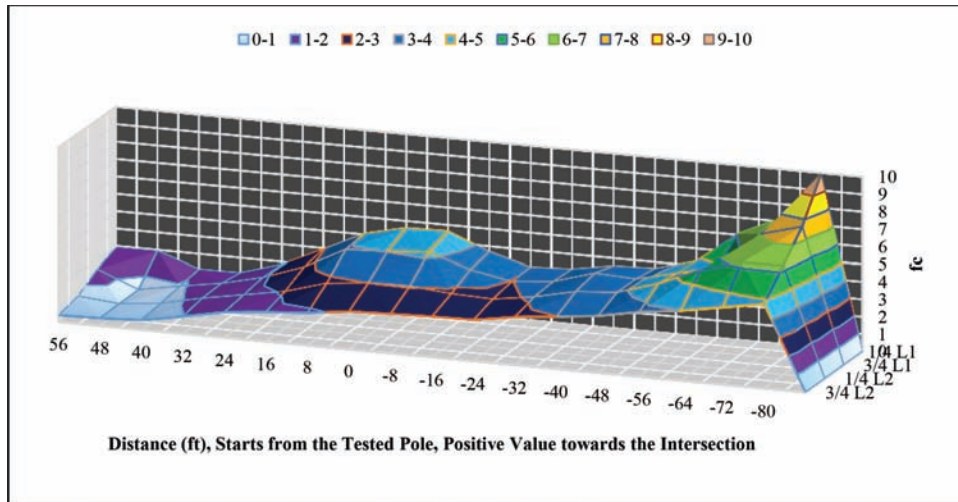 0-1 1-2 2-3 3-4 4-5 5-6 6-7 7-8 8-9 9-10
10
9
8
7
6
5
4
3
2
1
0
fc
1/4 L1
3/4 L1
1/4 L2
3/4 L2
56 48 40 32 24 16 8 0 -8 -16 -24 -32 -40 -48 -56 -64 -72 -80
Distance (ft), Starts from the Tested Pole, Positive Value towards the Intersection